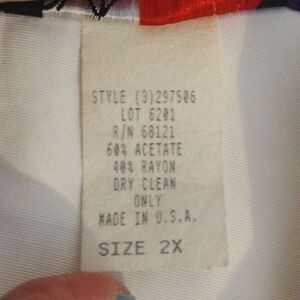 STYLE (3)297506
LOT 6201
R/N 68121
60% ACETATE
40% RAYON
DRY CLEAN
ONLY
MADE IN U.S.A.
SIZE 2X